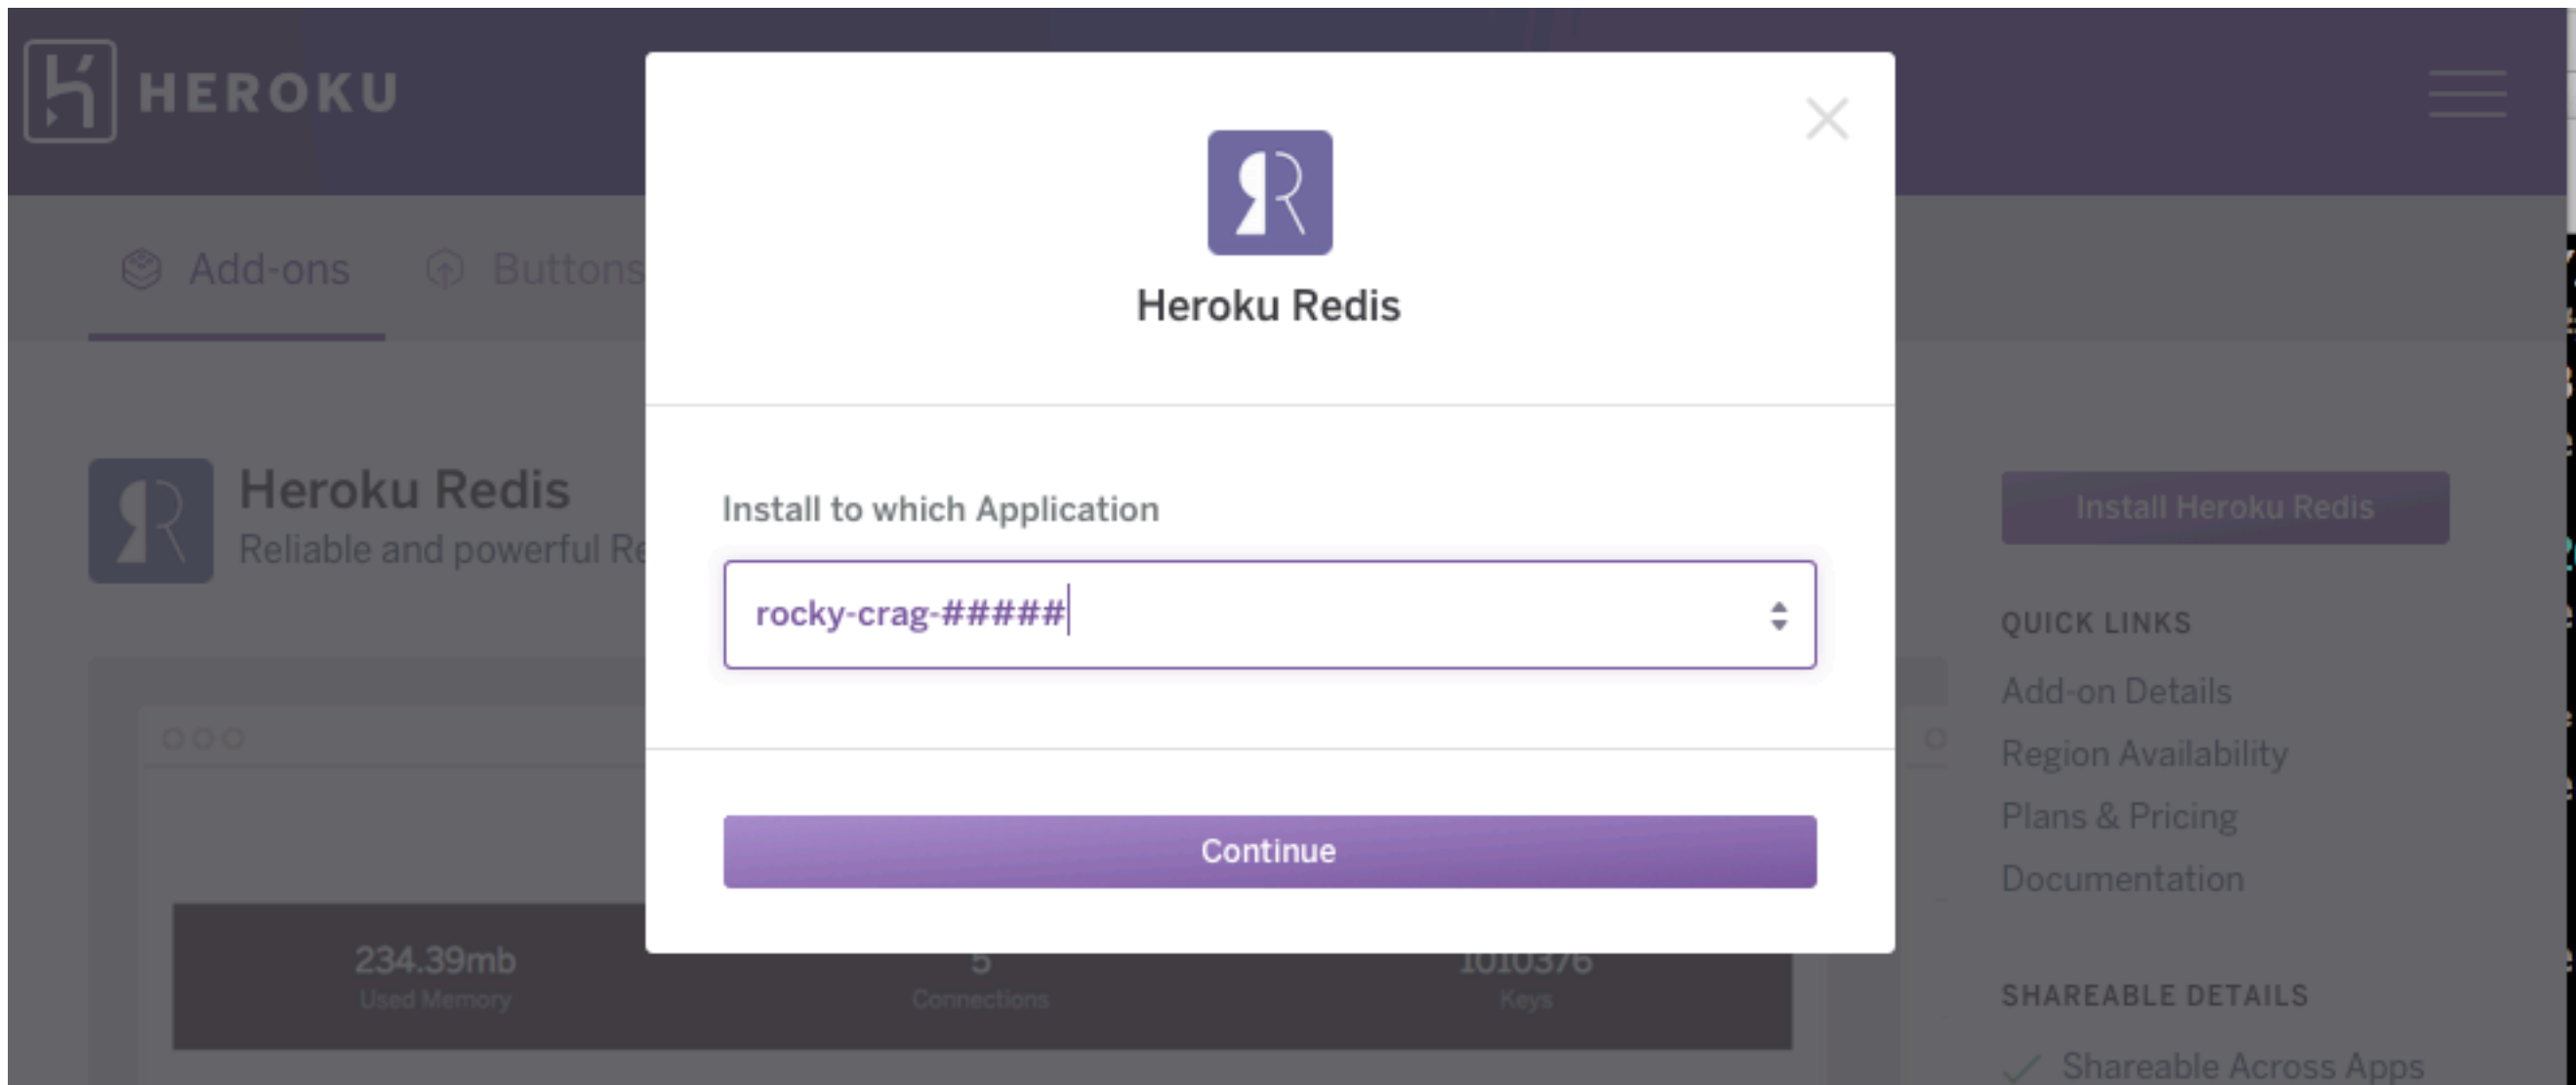 HEROKU
Add-ons
Buttons
Heroku Redis
Reliable and powerful
Heroku Redis
Install to which Application
rocky-crag-#####
Continue
Install Heroku Redis
QUICK LINKS
Add-on Details
Region Availability
Plans & Pricing
Documentation
SHAREABLE DETAILS
Shareable Across Apps
234.39mb
Used Memory
5
Connections
1010376
Keys